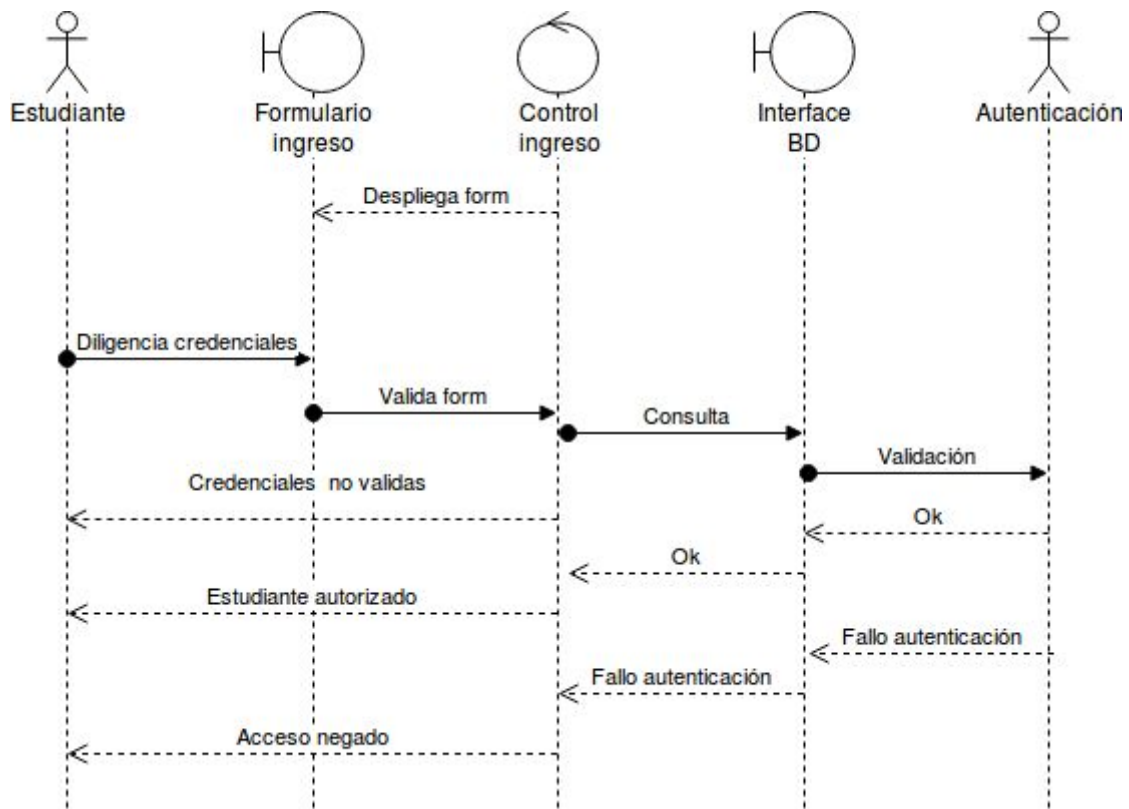 Estudiante
Formulario
ingreso
Control
ingreso
Interface
BD
Autenticación
Despliega form
Diligencia credenciales
Valida form
Consulta
Validación
Credenciales no validas
Ok
Ok
Estudiante autorizado
Fallo autenticación
Fallo autenticación
Acceso negado